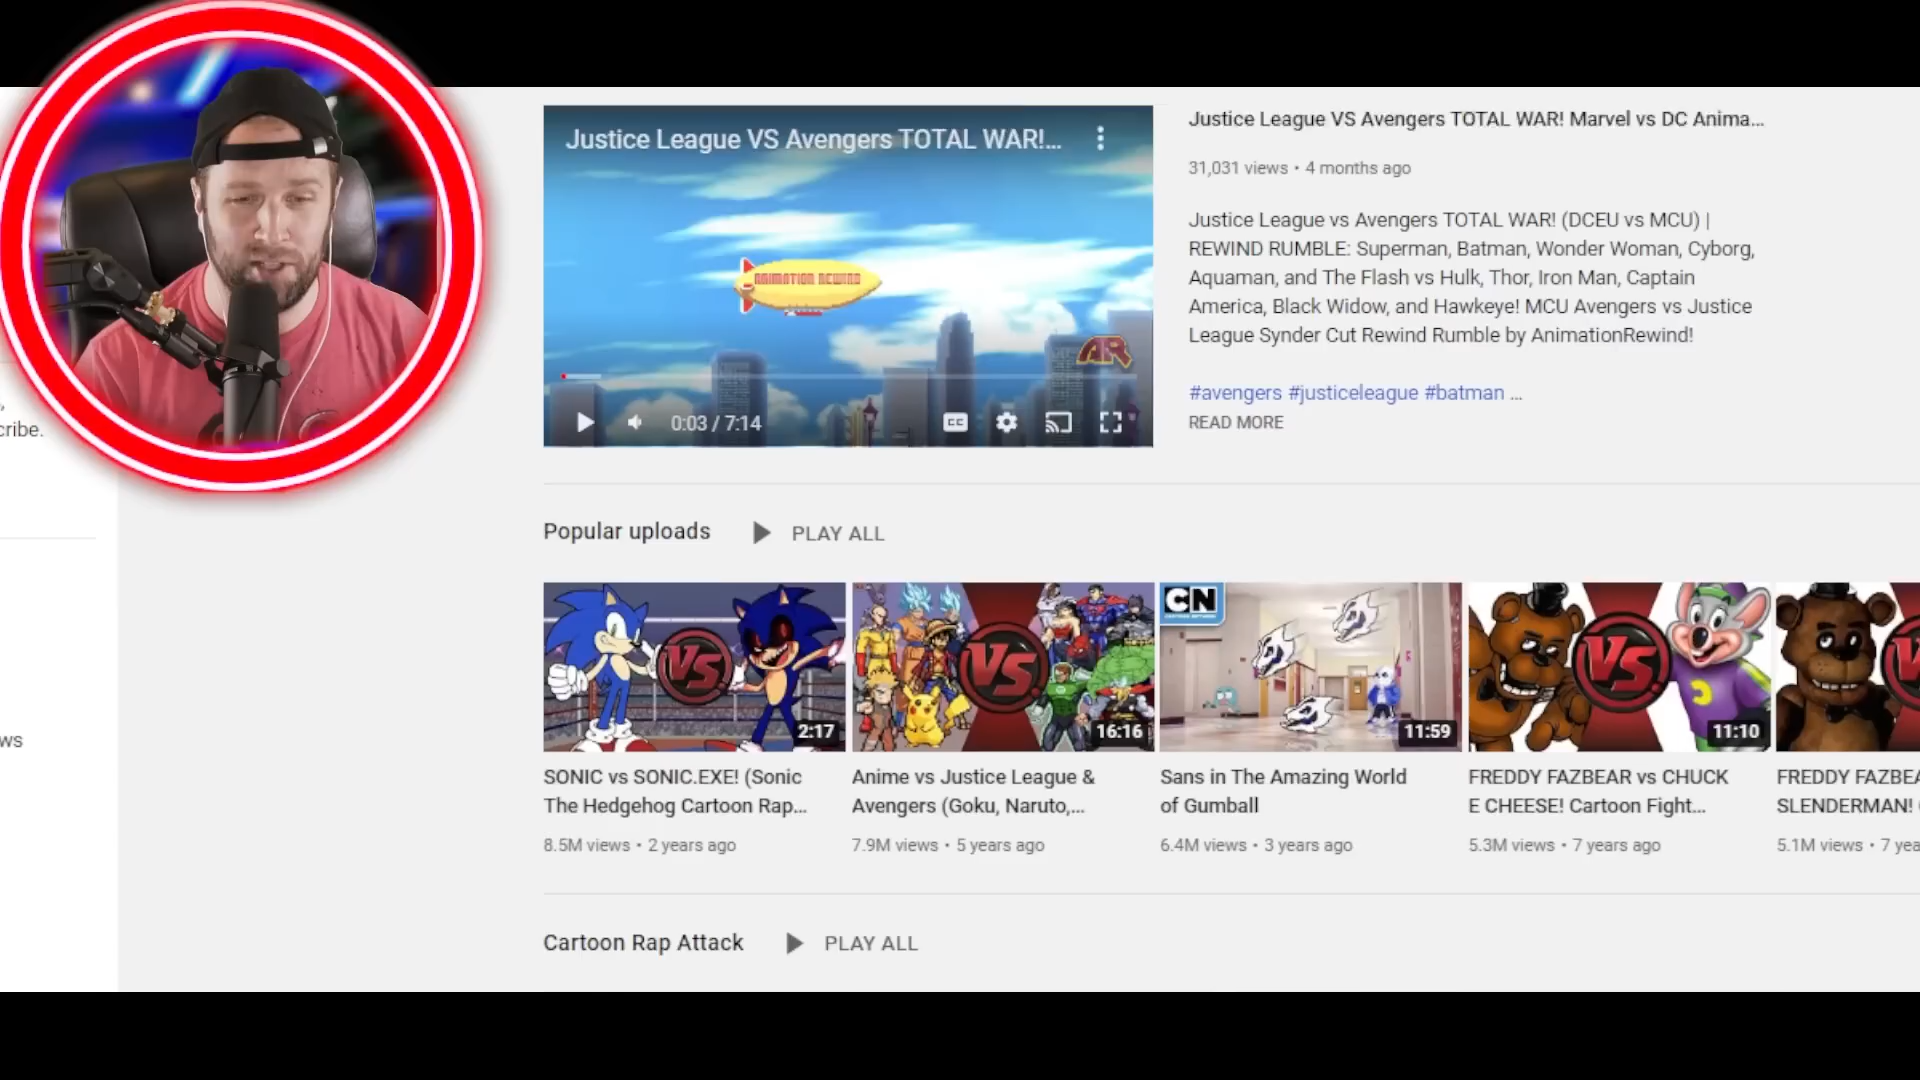 cribe.
ws
Justice League VS Avengers TOTAL WAR!...
ANIMATION REWIND
AR
0:03 / 7:14
CC
Justice League VS Avengers TOTAL WAR! Marvel vs DC Anima...
31,031 views • 4 months ago
Justice League vs Avengers TOTAL WAR! (DCEU vs MCU) |
REWIND RUMBLE: Superman, Batman, Wonder Woman, Cyborg,
Aquaman, and The Flash vs Hulk, Thor, Iron Man, Captain
America, Black Widow, and Hawkeye! MCU Avengers vs Justice
League Synder Cut Rewind Rumble by AnimationRewind!
#avengers #justiceleague #batman ...
READ MORE
Popular uploads
PLAY ALL
VS
2:17
SONIC vs SONIC.EXE! (Sonic
The Hedgehog Cartoon Rap...
8.5M views • 2 years ago
VS
16:16
Anime vs Justice League &
Avengers (Goku, Naruto,...
7.9M views • 5 years ago
CN
11:59
Sans in The Amazing World
of Gumball
6.4M views • 3 years ago
VS
11:10
FREDDY FAZBEAR vs CHUCK
E CHEESE! Cartoon Fight...
5.3M views • 7 years ago
FREDDY FAZBEA
SLENDERMAN!
5.1M views • 7 yea
Cartoon Rap Attack
PLAY ALL